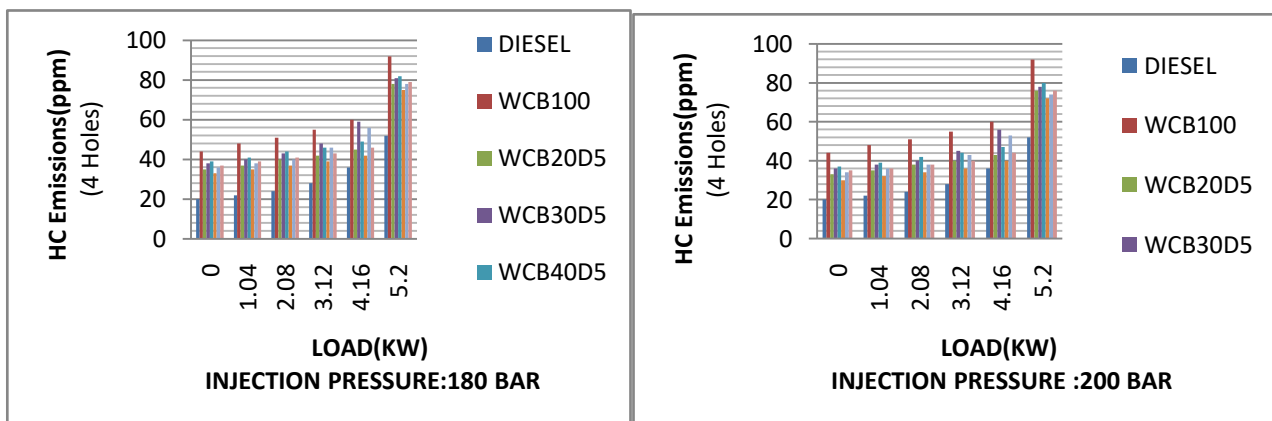 HC Emissions(ppm)
(4 Holes)
100
80
60
40
20
0
0
1.04
2.08
3.12
4.16
5.2
LOAD(KW)
INJECTION PRESSURE:180 BAR
DIESEL
WCB100
WCB20D5
WCB30D5
WCB40D5
HC Emissions(ppm)
(4 Holes)
100
80
60
40
20
0
0
1.04
2.08
3.12
4.16
5.2
LOAD(KW)
INJECTION PRESSURE :200 BAR
DIESEL
WCB100
WCB20D5
WCB30D5